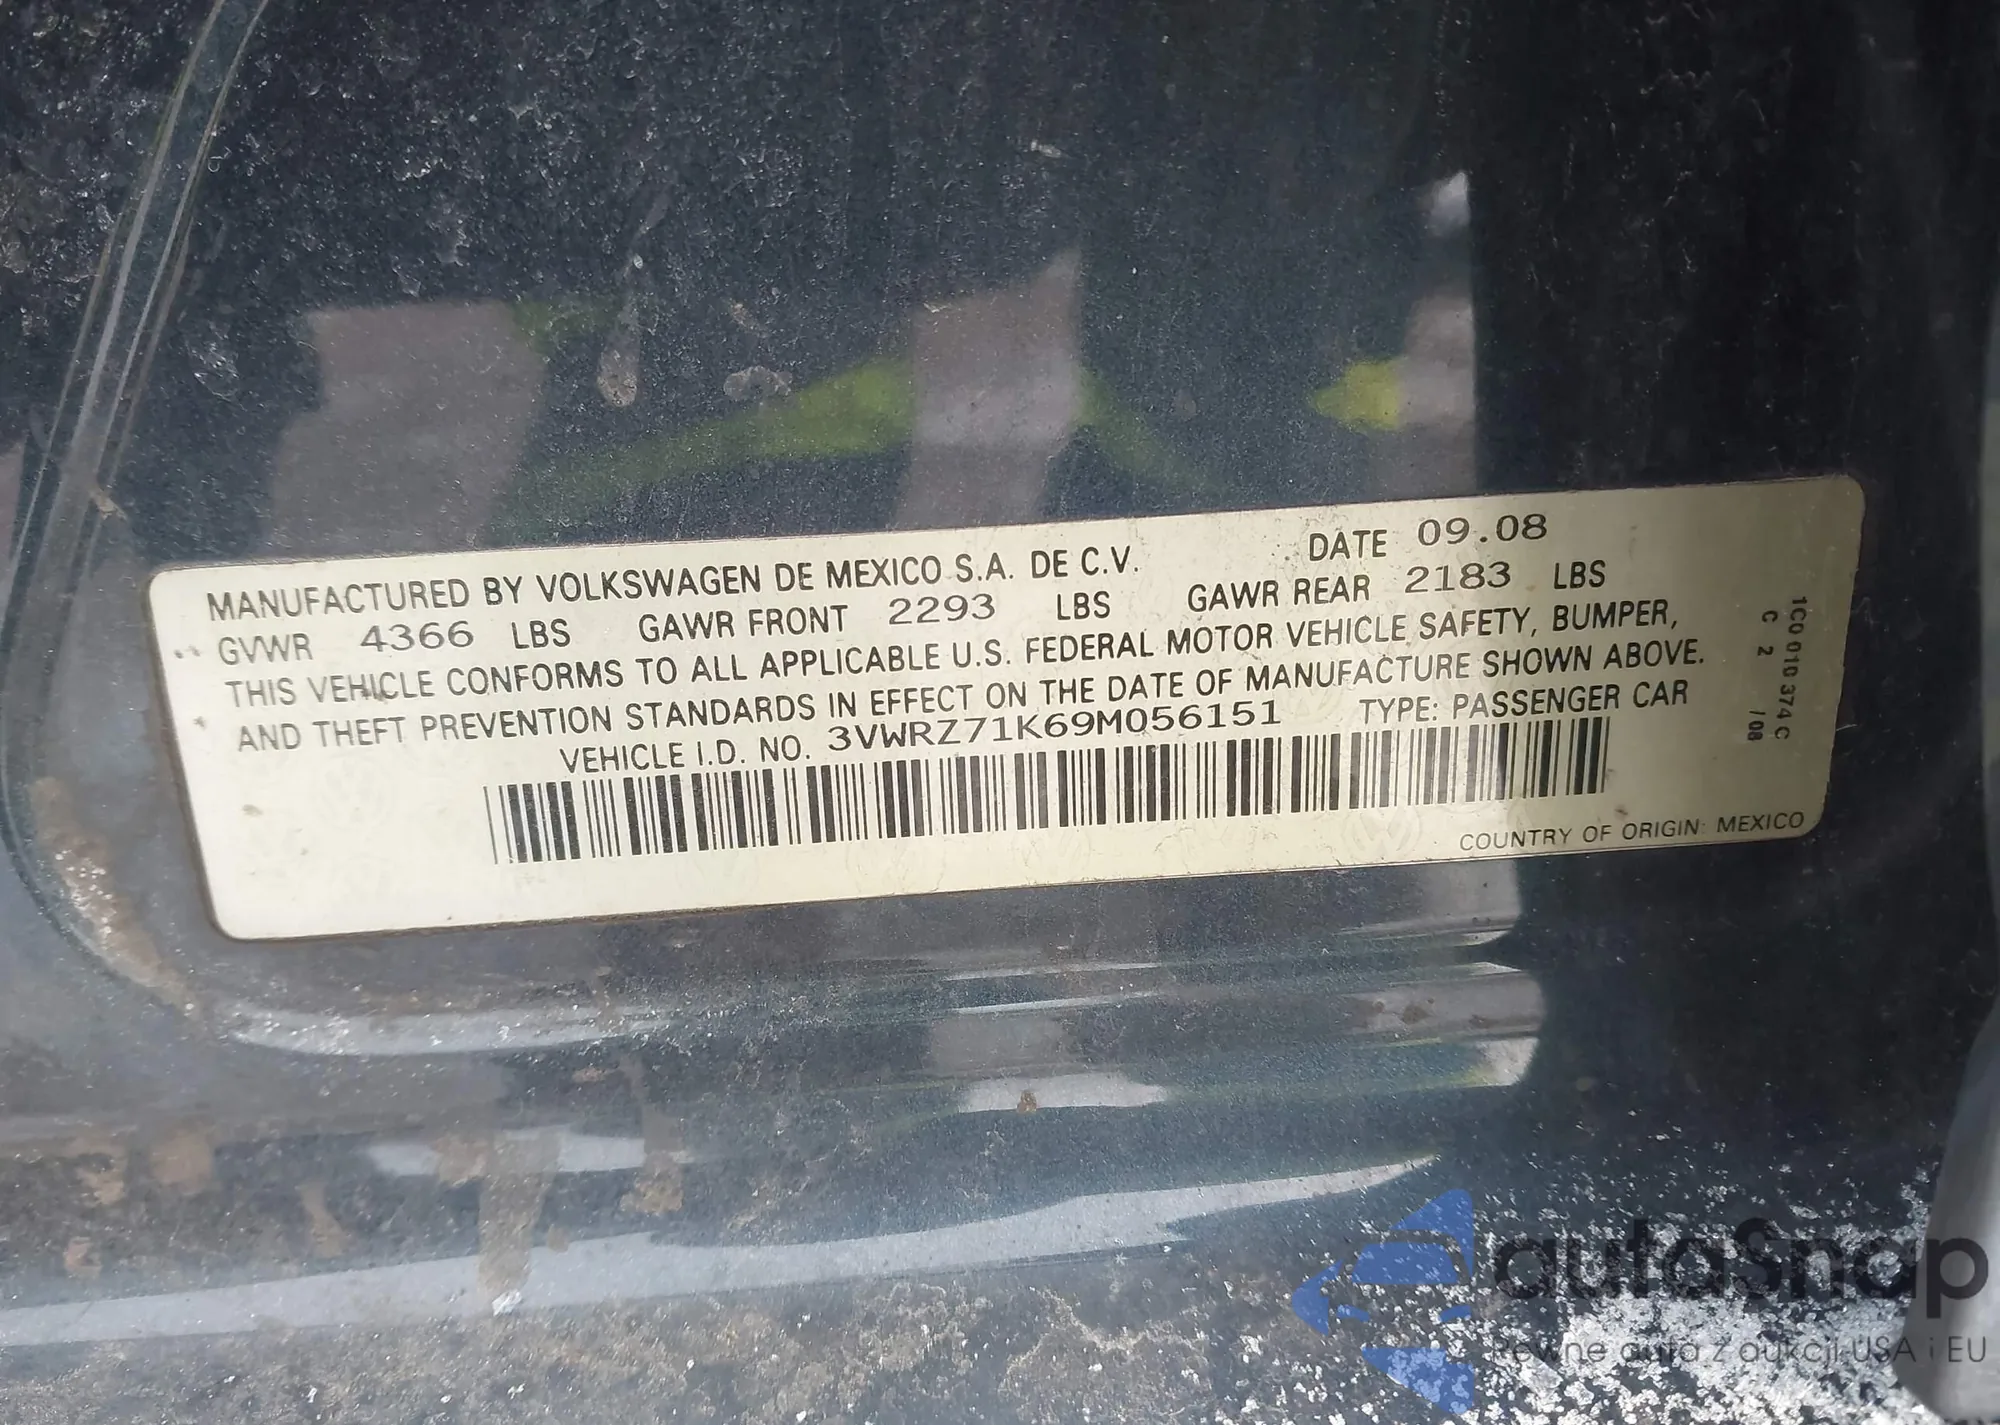 MANUFACTURED BY VOLKSWAGEN DE MEXICO S.A. DE C.V. DATE 09.08
GVWR 4366 LBS GAWR FRONT 2293 LBS GAWR REAR 2183 LBS
THIS VEHICLE CONFORMS TO ALL APPLICABLE U.S. FEDERAL MOTOR VEHICLE SAFETY, BUMPER,
AND THEFT PREVENTION STANDARDS IN EFFECT ON THE DATE OF MANUFACTURE SHOWN ABOVE.
VEHICLE I.D. NO. 3VWRZ71K69M056151 TYPE: PASSENGER CAR
COUNTRY OF ORIGIN: MEXICO
1C0 010 374 C
C 2 /08
autoSnap
Pewne auta z aukcji USA i EU